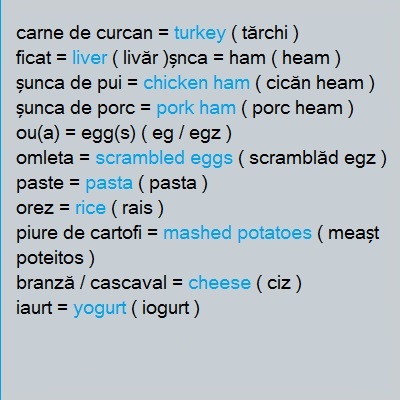 carne de curcan = turkey ( tărchi )
ficat = liver ( livăr )șnca = ham ( heam )
șunca de pui = chicken ham ( cicăn heam )
șunca de porc = pork ham ( porc heam )
ou(a) = egg(s) ( eg / egz )
omleta = scrambled eggs ( scramblăd egz )
paste = pasta ( pasta )
orez = rice ( rais )
piure de cartofi = mashed potatoes ( meașt
poteitos )
branză / cascaval = cheese ( ciz )
iaurt = yogurt ( iogurt )